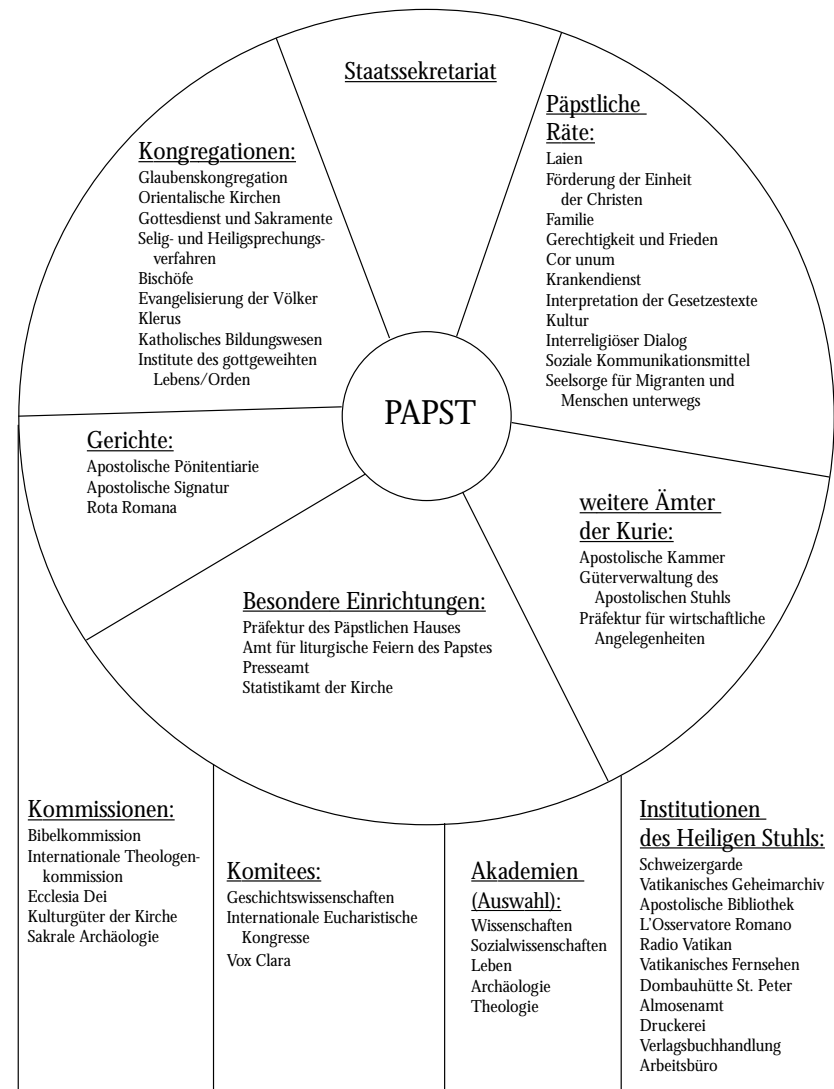 Staatssekretariat
Päpstliche
Räte:
Laien
Förderung der Einheit
der Christen
Familie
Gerechtigkeit und Frieden
Cor unum
Krankendienst
Interpretation der Gesetzestexte
Kultur
Interreligiöser Dialog
Soziale Kommunikationsmittel
Seelsorge für Migranten und
Menschen unterwegs
Kongregationen:
Glaubenskongregation
Orientalische Kirchen
Gottesdienst und Sakramente
Selig- und Heiligsprechungs-
verfahren
Bischöfe
Evangelisierung der Völker
Klerus
Katholisches Bildungswesen
Institute des gottgeweihten
Lebens/Orden
PAPST
Gerichte:
Apostolische Pönitentiarie
Apostolische Signatur
Rota Romana
weitere Ämter
der Kurie:
Apostolische Kammer
Güterverwaltung des
Apostolischen Stuhls
Präfektur für wirtschaftliche
Angelegenheiten
Besondere Einrichtungen:
Präfektur des Päpstlichen Hauses
Amt für liturgische Feiern des Papstes
Presseamt
Statistikamt der Kirche
Kommissionen:
Bibelkommission
Internationale Theologen-
kommission
Ecclesia Dei
Kulturgüter der Kirche
Sakrale Archäologie
Komitees:
Geschichtswissenschaften
Internationale Eucharistische
Kongresse
Vox Clara
Akademien
(Auswahl):
Wissenschaften
Sozialwissenschaften
Leben
Archäologie
Theologie
Institutionen
des Heiligen Stuhls:
Schweizergarde
Vatikanisches Geheimarchiv
Apostolische Bibliothek
L'Osservatore Romano
Radio Vatikan
Vatikanisches Fernsehen
Dombauhütte St. Peter
Almosenamt
Druckerei
Verlagsbuchhandlung
Arbeitsbüro